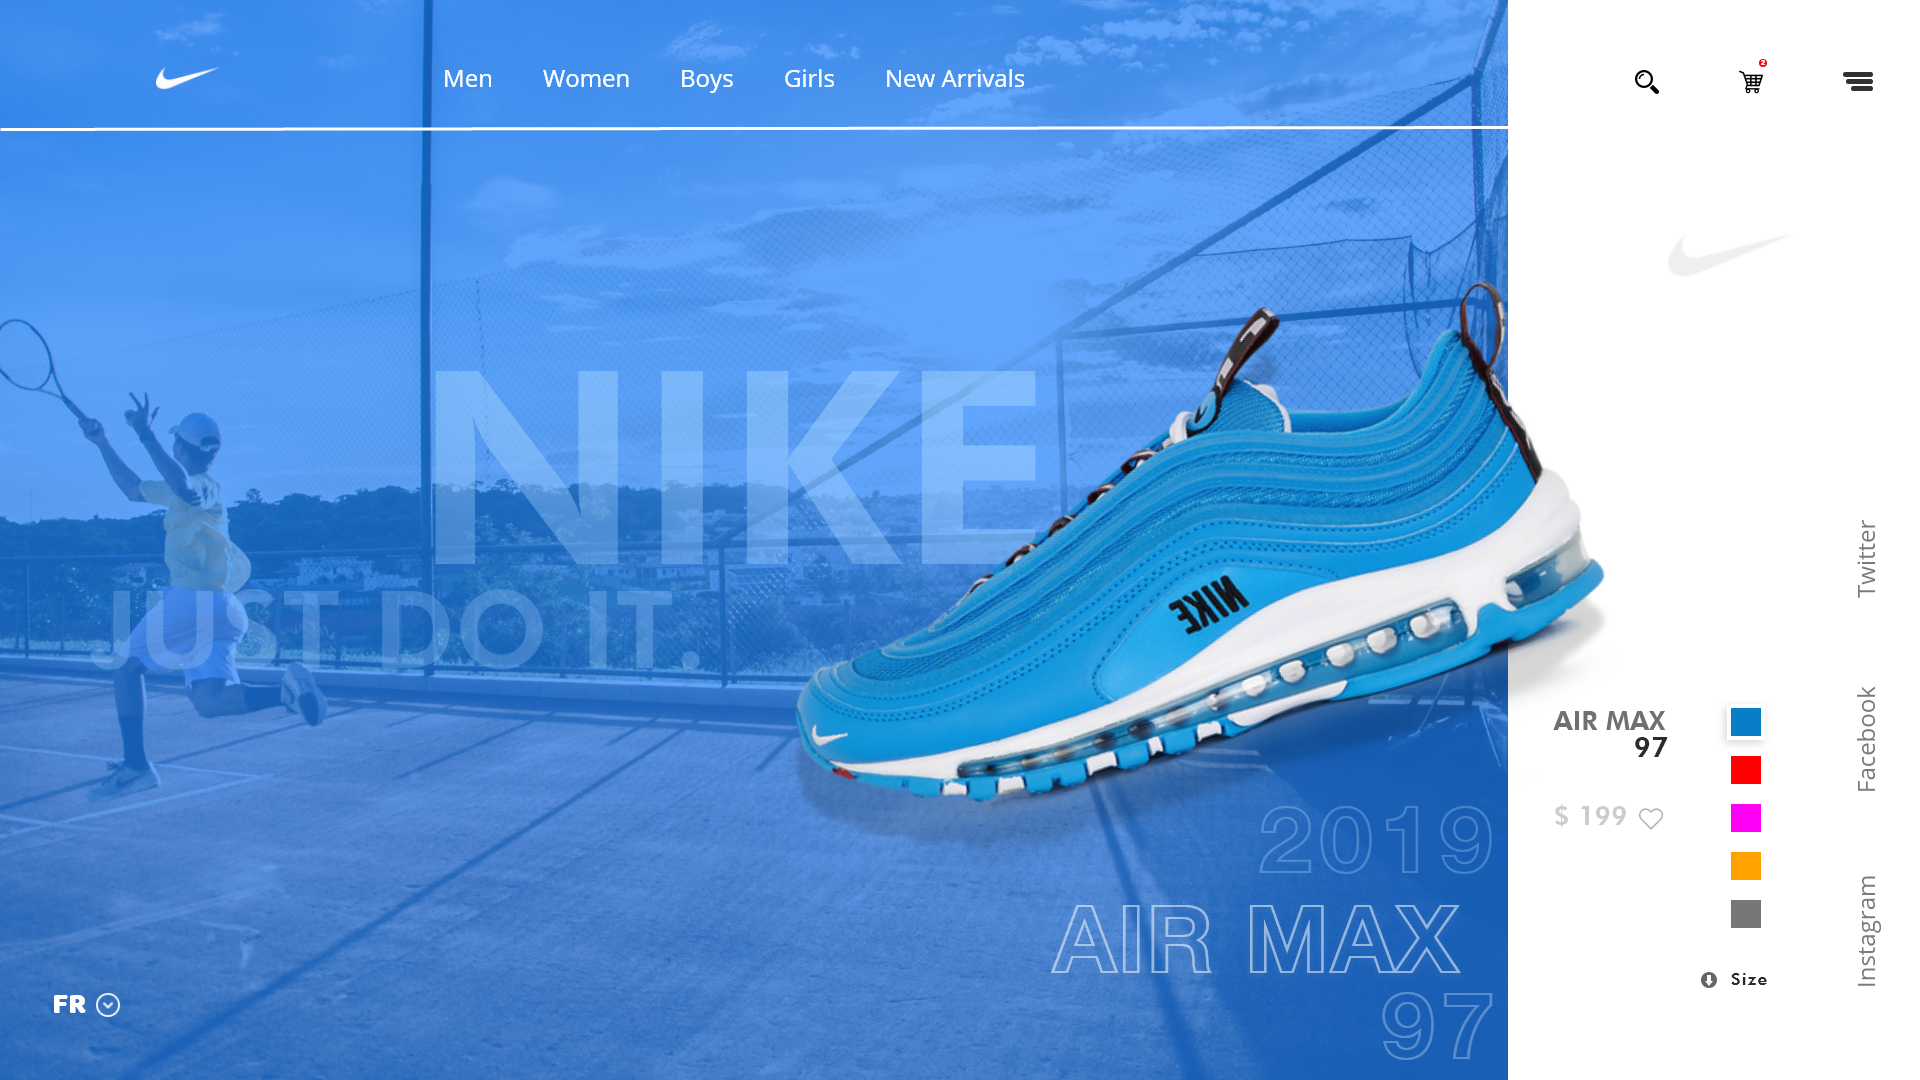 Men Women Boys Girls New Arrivals
2
NIKE
JUST DO IT.
NIKE
Twitter
Facebook
Instagram
AIR MAX
97
$ 199
Size
2019
AIR MAX
97
FR